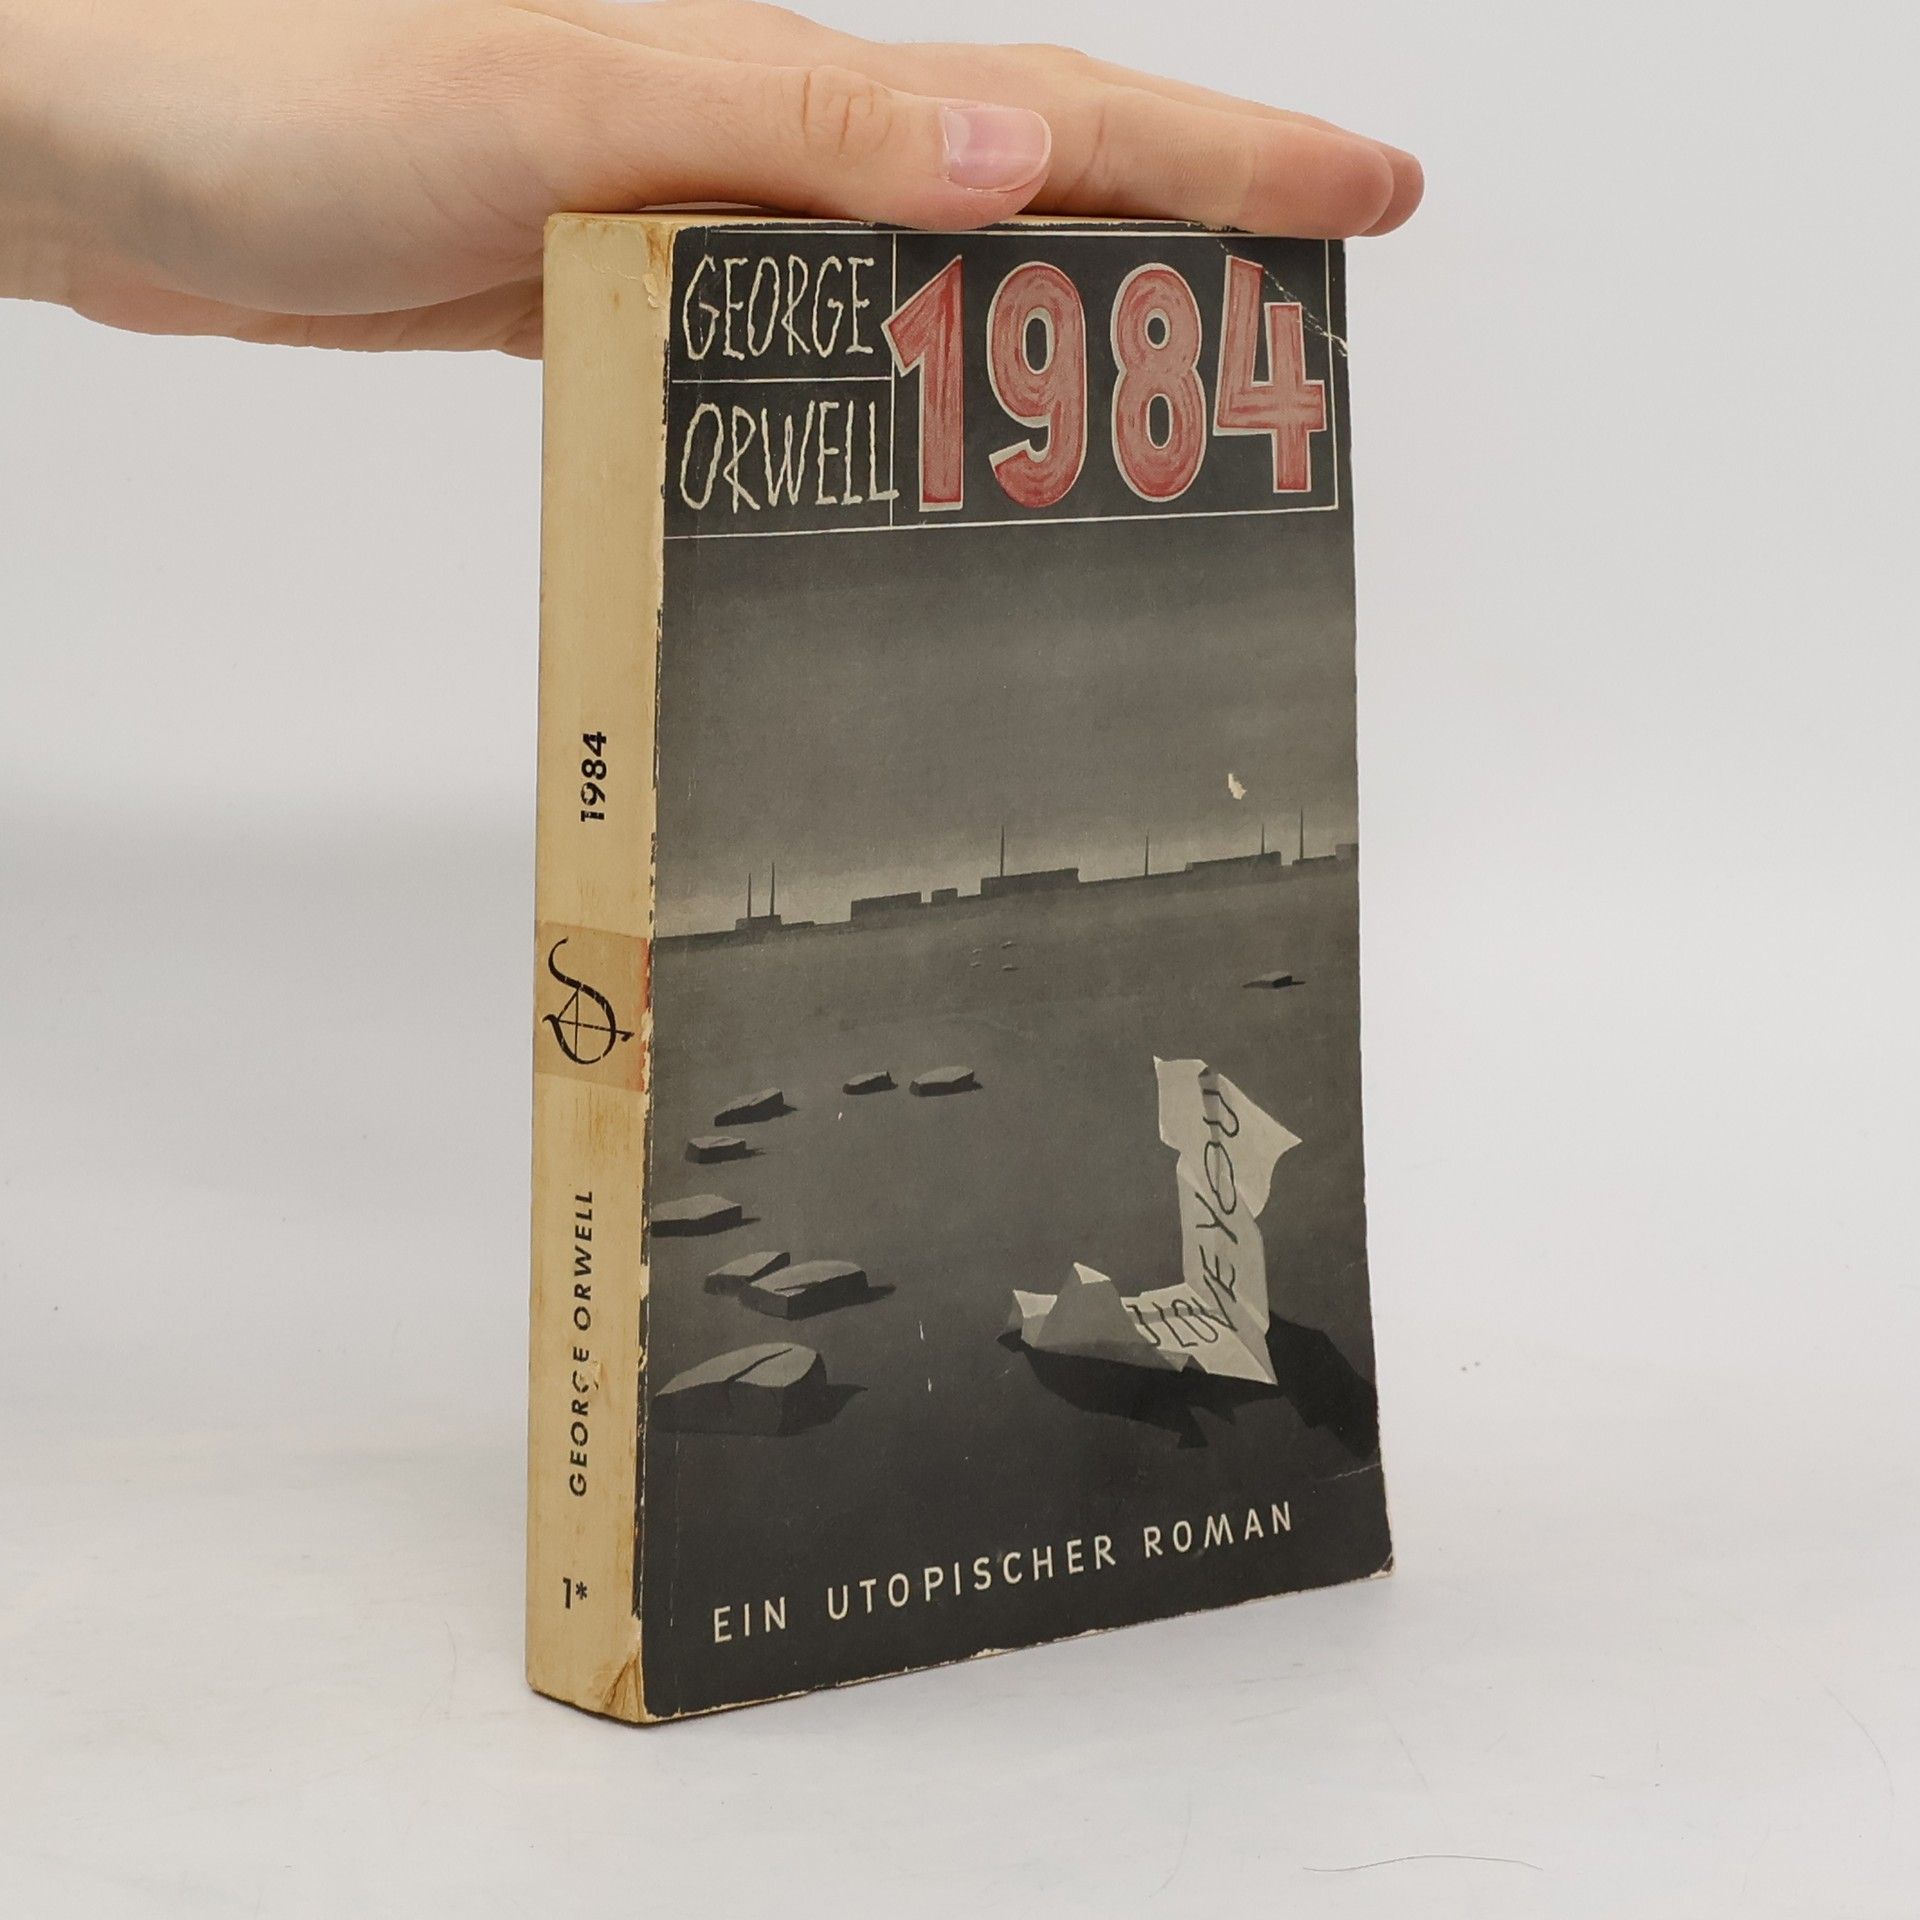 GEORGE
ORWELL
1984
I LOVE YOU
EIN UTOPISCHER ROMAN
1984
GEORGE ORWELL
1*